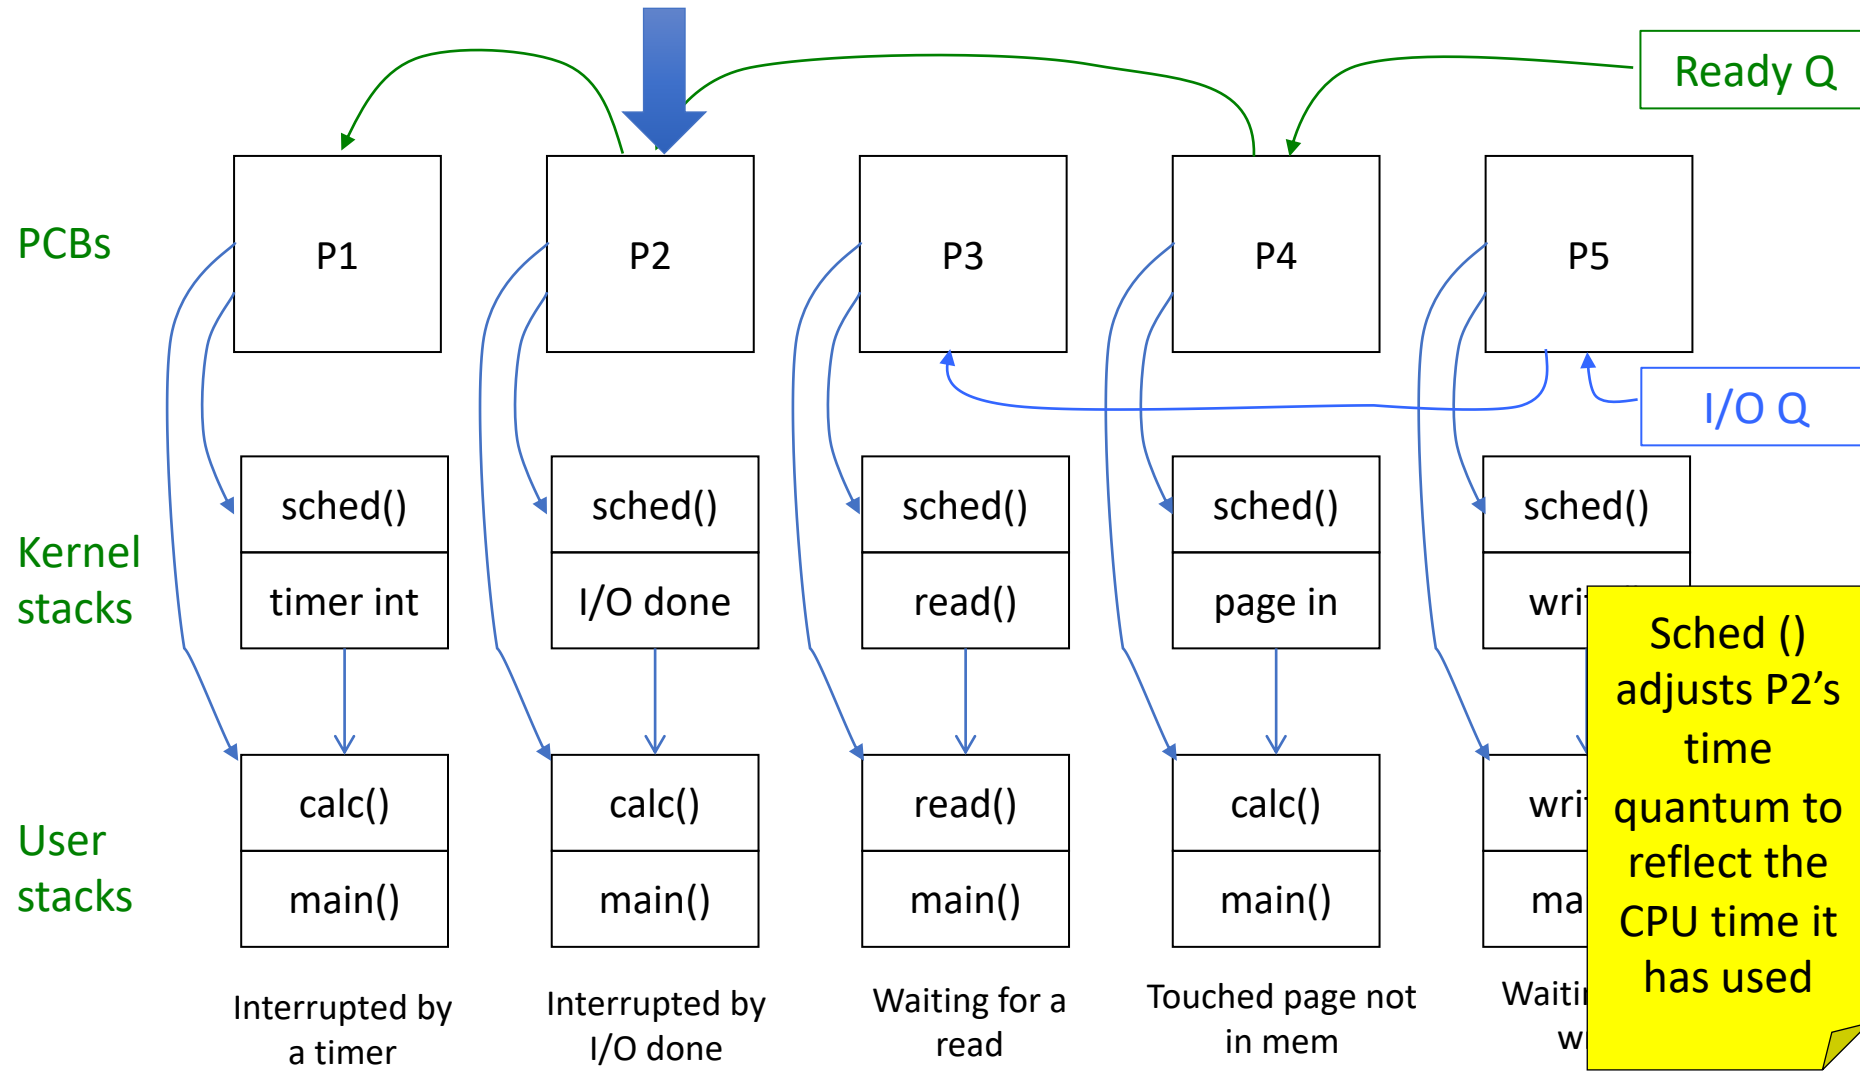 Ready Q
PCBs
P1
P2
P3
P4
P5
I/O Q
Kernel
stacks
sched()
sched()
sched()
sched()
sched()
timer int
I/O done
read()
page in
User
stacks
calc()
calc()
read()
calc()
main()
main()
main()
main()
Interrupted by
a timer
Interrupted by
I/O done
Waiting for a
read
Touched page not
in mem
Sched ()
adjusts P2’s
time
quantum to
reflect the
CPU time it
has used